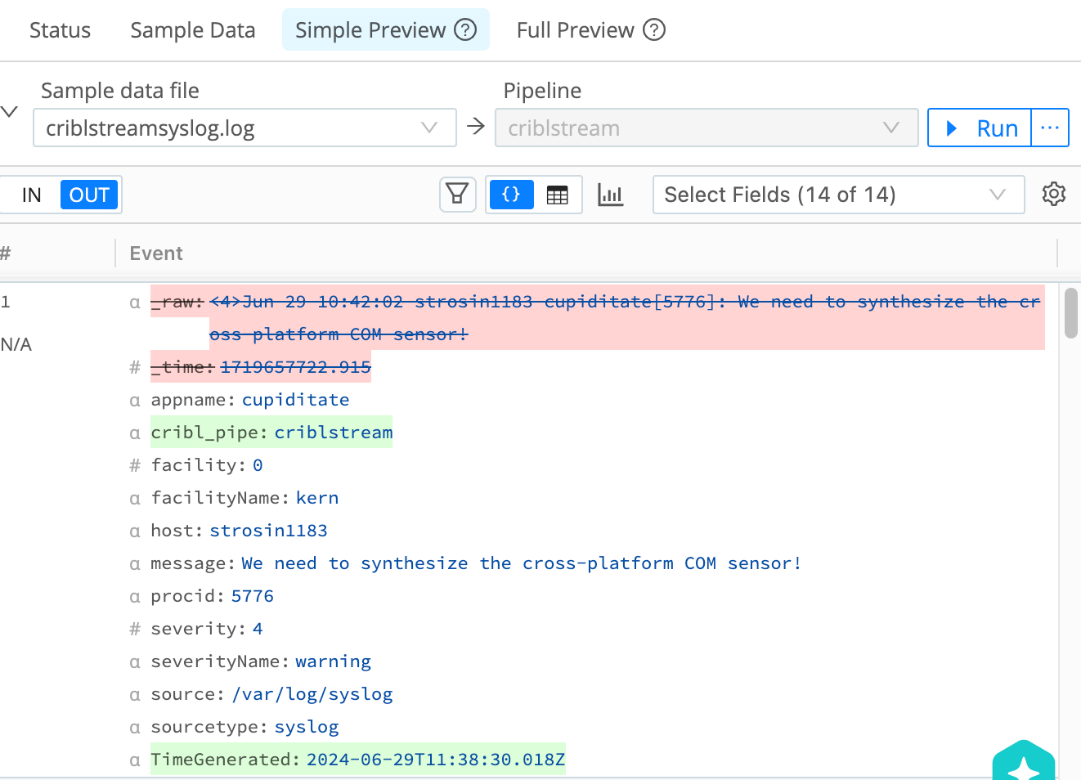 Status Sample Data Simple Preview ? Full Preview ?
Sample data file Pipeline
criblstreamsyslog.log → criblstream Run ...
IN OUT {} Select Fields (14 of 14)
# Event
1 α _raw: <4>Jun 29 10:42:02 strosin1183 cupiditate[5776]: We need to synthesize the cr
oss-platform COM sensor!
N/A
# _time: 1719657722.915
α appname: cupiditate
α cribl_pipe: criblstream
# facility: 0
α facilityName: kern
α host: strosin1183
α message: We need to synthesize the cross-platform COM sensor!
α procid: 5776
# severity: 4
α severityName: warning
α source: /var/log/syslog
α sourcetype: syslog
α TimeGenerated: 2024-06-29T11:38:30.018Z